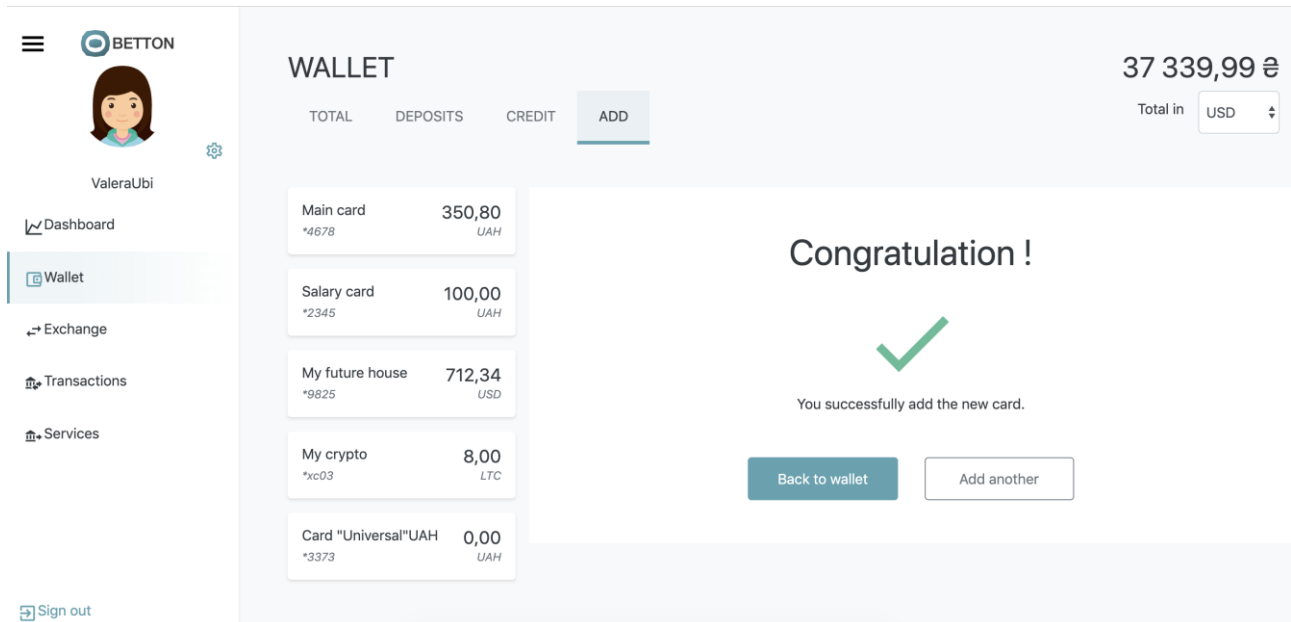 BETTON
ValeraUbi
Dashboard
Wallet
Exchange
Transactions
Services
Sign out
WALLET
37 339,99 ₴
TOTAL DEPOSITS CREDIT ADD
Total in USD
Main card 350,80
*4678 UAH
Salary card 100,00
*2345 UAH
My future house 712,34
*9825 USD
My crypto 8,00
*xc03 LTC
Card "Universal"UAH 0,00
*3373 UAH
Congratulation !
You successfully add the new card.
Back to wallet Add another